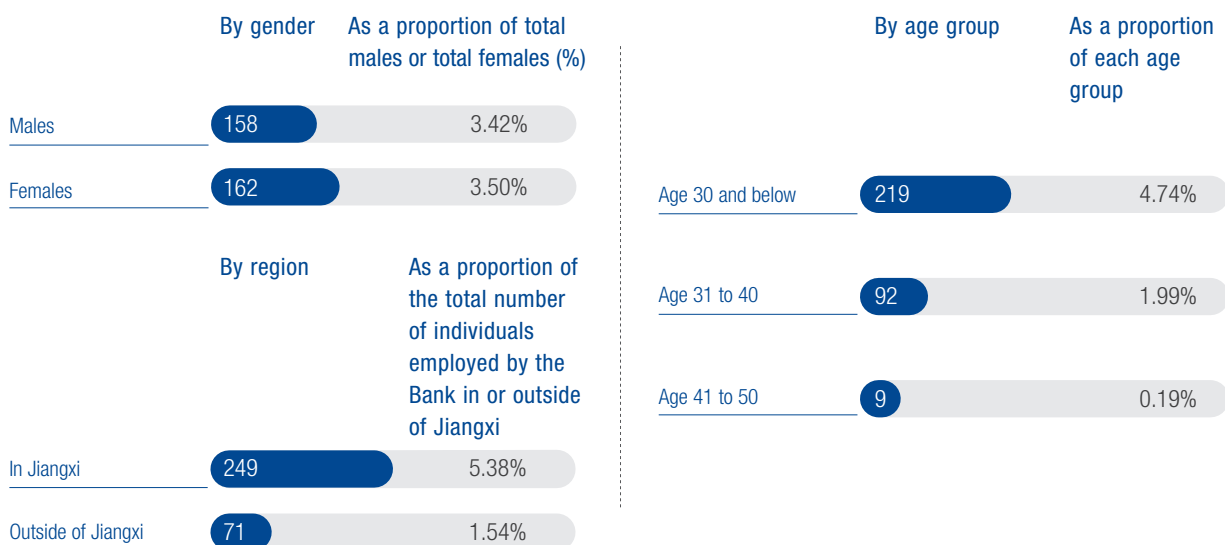 By gender
As a proportion of total
males or total females (%)
Males
158
3.42%
Females
162
3.50%
By region
As a proportion of
the total number
of individuals
employed by the
Bank in or outside
of Jiangxi
In Jiangxi
249
5.38%
Outside of Jiangxi
71
1.54%
By age group
As a proportion
of each age
group
Age 30 and below
219
4.74%
Age 31 to 40
92
1.99%
Age 41 to 50
9
0.19%